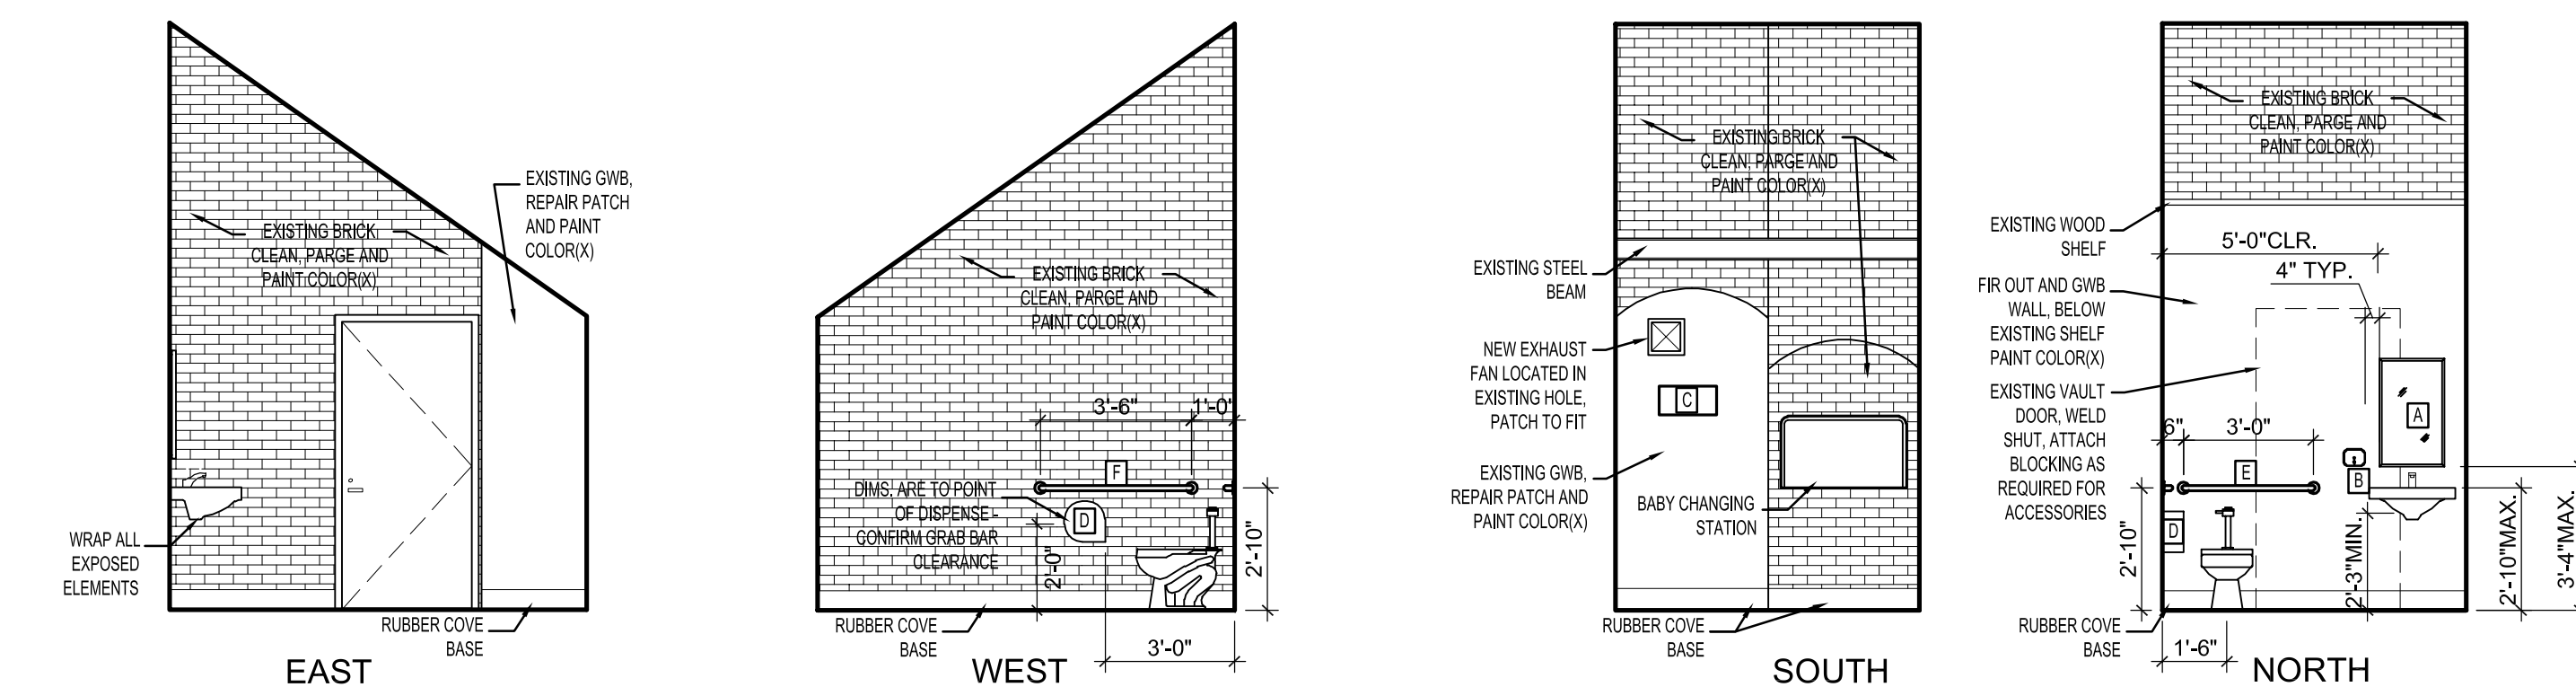 EXISTING BRICK
CLEAN, PARGE AND
PAINT COLOR(X)
EXISTING GWB,
REPAIR PATCH
AND PAINT
COLOR(X)
WRAP ALL
EXPOSED
ELEMENTS
RUBBER COVE
BASE
EAST
EXISTING BRICK
CLEAN, PARGE AND
PAINT COLOR(X)
3'-6"
1'-0"
F
DIMS. ARE TO POINT
OF DISPENSE -
CONFIRM GRAB BAR
CLEARANCE
D
2'-0"
2'-10"
RUBBER COVE
BASE
3'-0"
WEST
EXISTING BRICK
CLEAN, PARGE AND
PAINT COLOR(X)
EXISTING STEEL
BEAM
NEW EXHAUST
FAN LOCATED IN
EXISTING HOLE,
PATCH TO FIT
C
EXISTING GWB,
REPAIR PATCH AND
PAINT COLOR(X)
BABY CHANGING
STATION
RUBBER COVE
BASE
SOUTH
EXISTING BRICK
CLEAN, PARGE AND
PAINT COLOR(X)
EXISTING WOOD
SHELF
5'-0"CLR.
4" TYP.
FIR OUT AND GWB
WALL, BELOW
EXISTING SHELF
PAINT COLOR(X)
EXISTING VAULT
DOOR, WELD
SHUT, ATTACH
BLOCKING AS
REQUIRED FOR
ACCESSORIES
6"
3'-0"
A
E
B
D
2'-10"
2'-3"MIN.
2'-10"MAX.
3'-4"MAX.
RUBBER COVE
BASE
1'-6"
NORTH